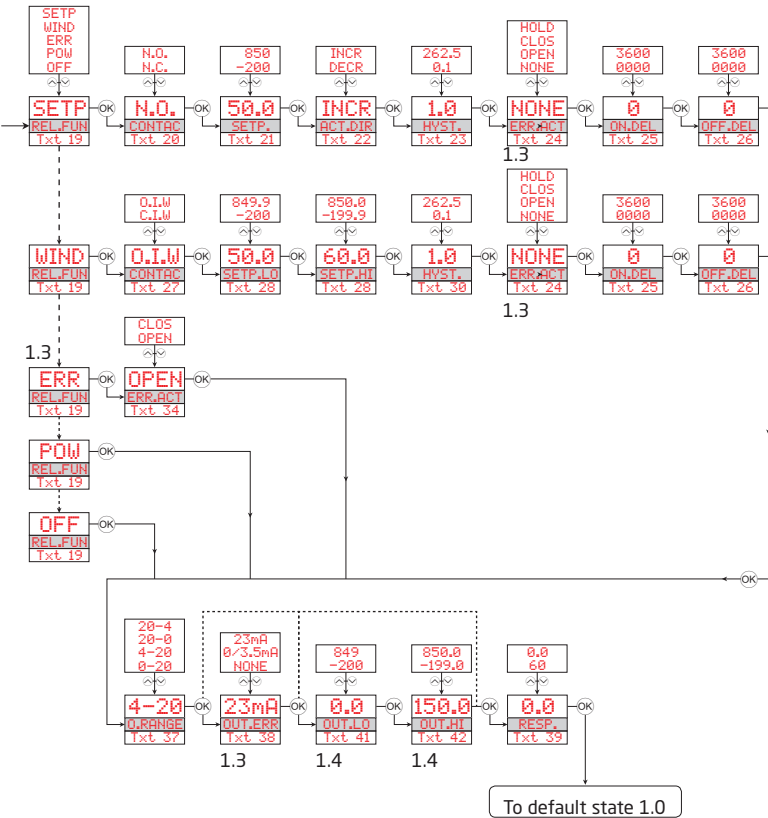 SETP
WIND
ERR
POW
OFF
N.O.
N.C.
850
-200
INCR
DECR
262.5
0.1
HOLD
CLOS
OPEN
NONE
3600
0000
3600
0000
SETP
REL.FUN
Txt 19
OK
N.O.
CONTAC
Txt 20
OK
50.0
SETP.
Txt 21
OK
INCR
ACT.DIR
Txt 22
OK
1.0
HYST.
Txt 23
OK
NONE
ERR.ACT
Txt 24
OK
0
ON.DEL
Txt 25
OK
0
OFF.DEL
Txt 26
1.3
O.I.W
C.I.W
849.9
-200
850.0
-199.9
262.5
0.1
HOLD
CLOS
OPEN
NONE
3600
0000
3600
0000
WIND
REL.FUN
Txt 19
OK
O.I.W
CONTAC
Txt 27
OK
50.0
SETP.LO
Txt 28
OK
60.0
SETP.HI
Txt 28
OK
1.0
HYST.
Txt 30
OK
NONE
ERR.ACT
Txt 24
OK
0
ON.DEL
Txt 25
OK
0
OFF.DEL
Txt 26
1.3
CLOS
OPEN
1.3
ERR
REL.FUN
Txt 19
OK
OPEN
ERR.ACT
Txt 34
OK
POW
REL.FUN
Txt 19
OK
OFF
REL.FUN
Txt 19
OK
OK
20-4
20-0
4-20
0-20
23mA
0/3.5mA
NONE
849
-200
850.0
-199.0
0.0
60
4-20
O.RANGE
Txt 37
OK
23mA
OUT.ERR
Txt 38
OK
0.0
OUT.LO
Txt 41
OK
150.0
OUT.HI
Txt 42
OK
0.0
RESP.
Txt 39
OK
1.3
1.4
1.4
To default state 1.0